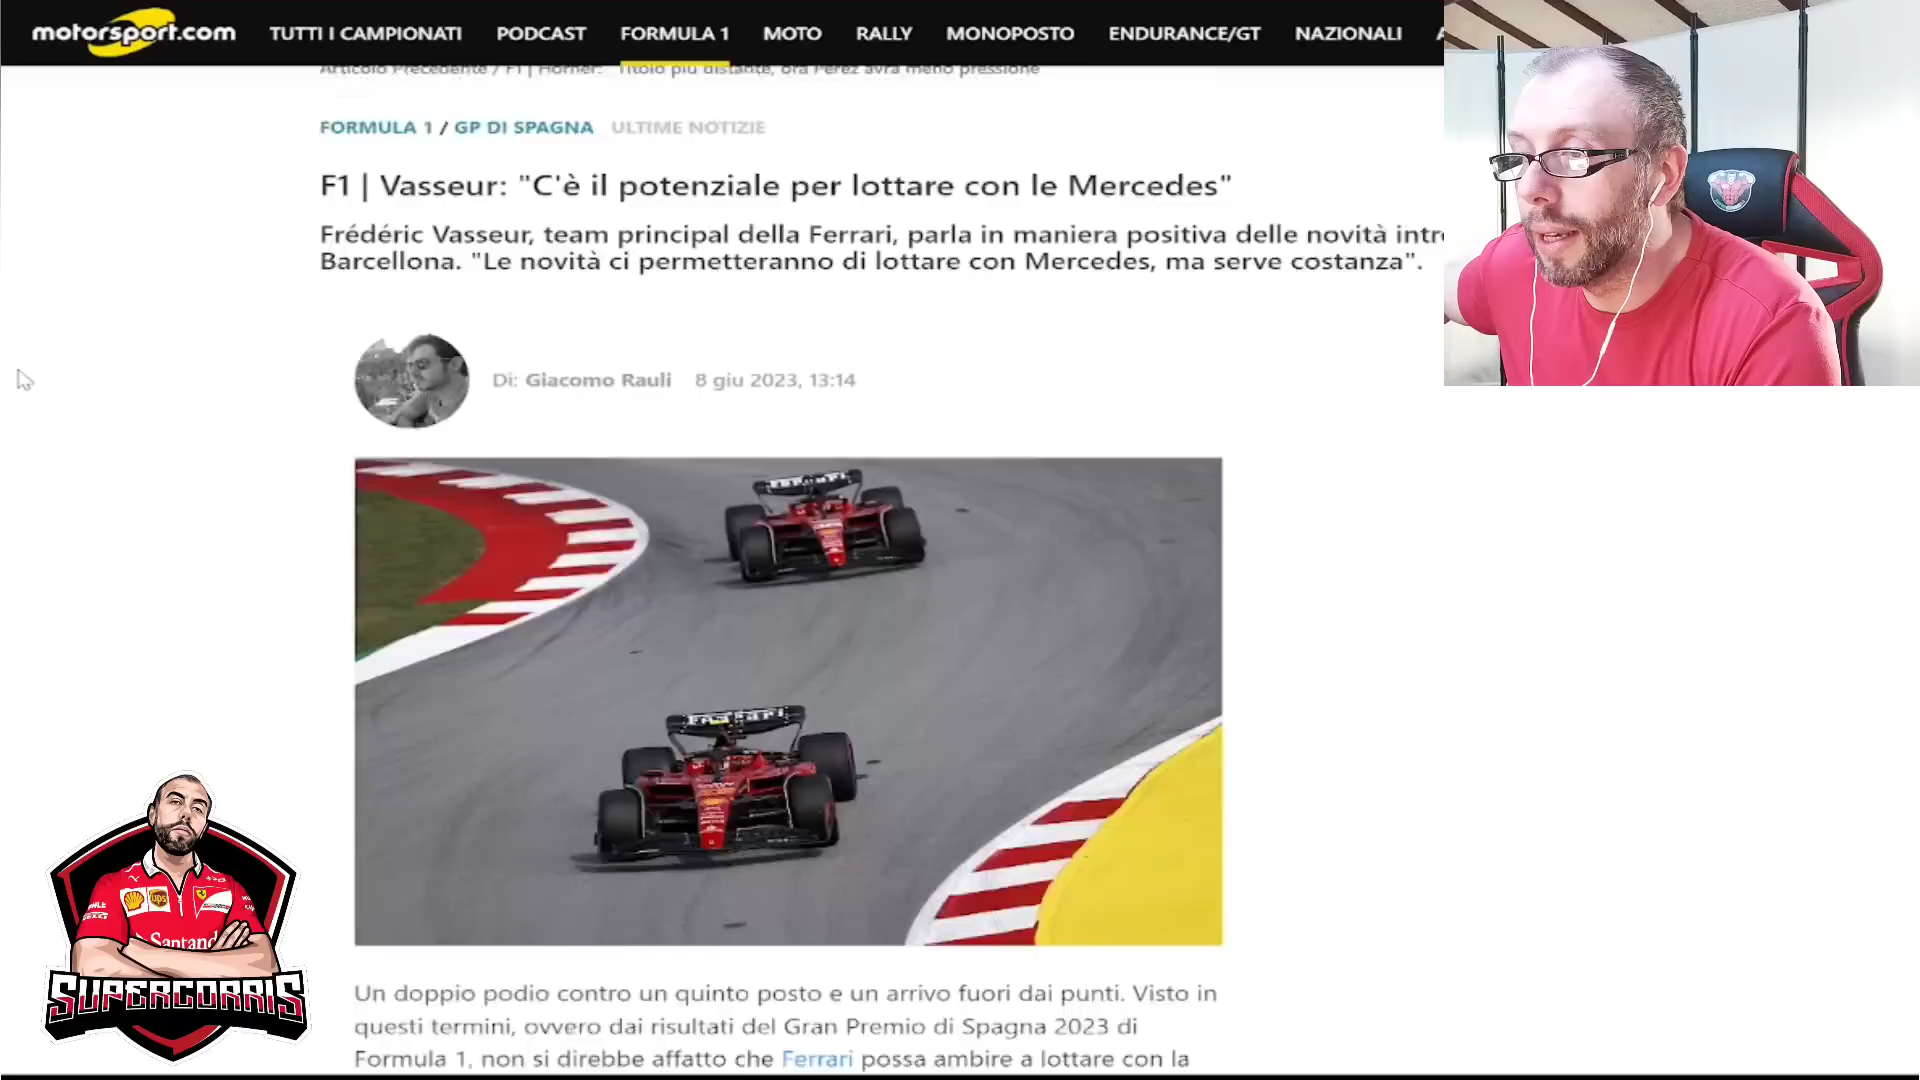 motorsport.com TUTTI I CAMPIONATI PODCAST FORMULA 1 MOTO RALLY MONOPOSTO ENDURANCE/GT NAZIONALI
Articolo Precedente / F1 | Horner: "Titolo più distante, ora Perez avrà meno pressione
FORMULA 1 / GP DI SPAGNA ULTIME NOTIZIE
F1 | Vasseur: "C'è il potenziale per lottare con le Mercedes"
Frédéric Vasseur, team principal della Ferrari, parla in maniera positiva delle novità intr
Barcellona. "Le novità ci permetteranno di lottare con Mercedes, ma serve costanza".
Di: Giacomo Rauli 8 giu 2023, 13:14
Ferrari
Ferrari
Un doppio podio contro un quinto posto e un arrivo fuori dai punti. Visto in
questi termini, ovvero dai risultati del Gran Premio di Spagna 2023 di
Formula 1, non si direbbe affatto che Ferrari possa ambire a lottare con la
ups
Santand
SUPERCORRIS